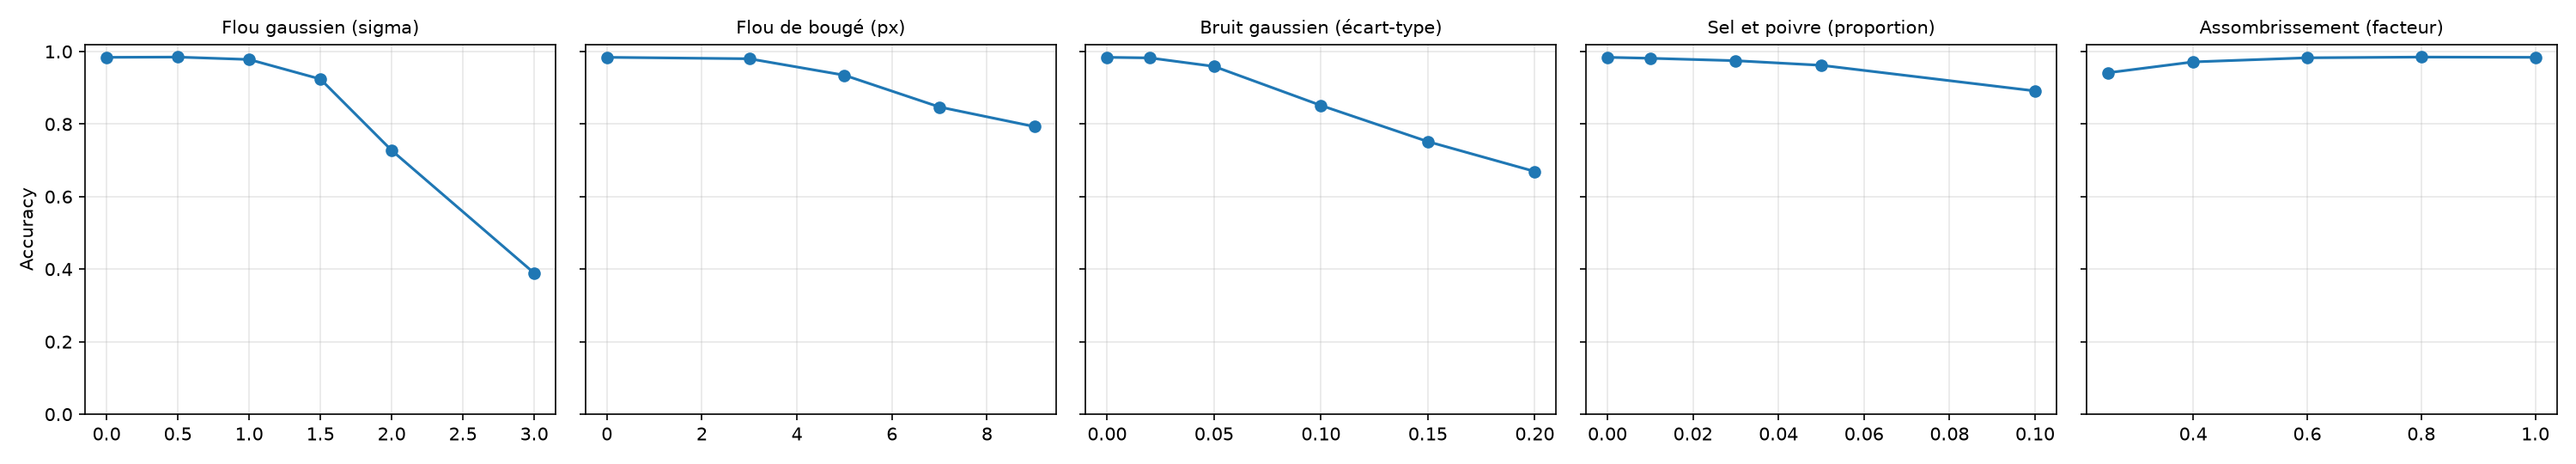 Flou gaussien (sigma)
Flou de bougé (px)
Bruit gaussien (écart-type)
Sel et poivre (proportion)
Assombrissement (facteur)
Accuracy
1.0
0.8
0.6
0.4
0.2
0.0
0.0 0.5 1.0 1.5 2.0 2.5 3.0
0 2 4 6 8
0.00 0.05 0.10 0.15 0.20
0.00 0.02 0.04 0.06 0.08 0.10
0.4 0.6 0.8 1.0